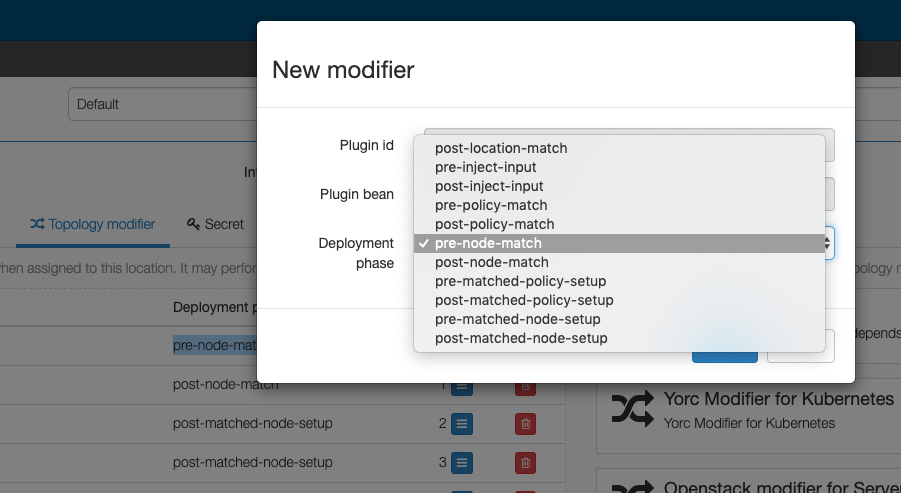 New modifier
Default
Plugin id
Plugin bean
Deployment
phase
post-location-match
pre-inject-input
post-inject-input
pre-policy-match
post-policy-match
✓ pre-node-match
post-node-match
pre-matched-policy-setup
post-matched-policy-setup
pre-matched-node-setup
post-matched-node-setup
Topology modifier
Secret
when assigned to this location. It may perfor
Deployment p
pre-node-mat
post-node-match 1
post-matched-node-setup 2
post-matched-node-setup 3
depends
Yorc Modifier for Kubernetes
Yorc Modifier for Kubernetes
Openstack modifier for Server